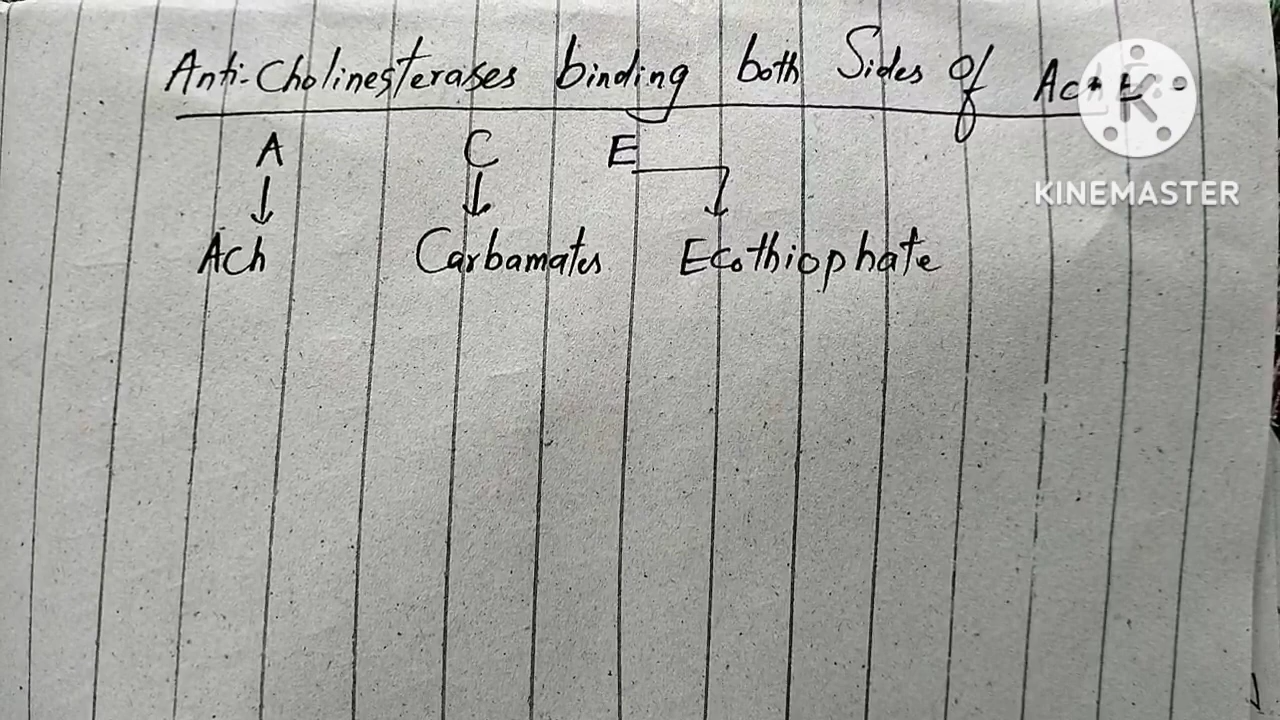 Anti-Cholinesterases binding both Sides of
A C E
Ach Carbamates Ecothiophate
KINEMASTER